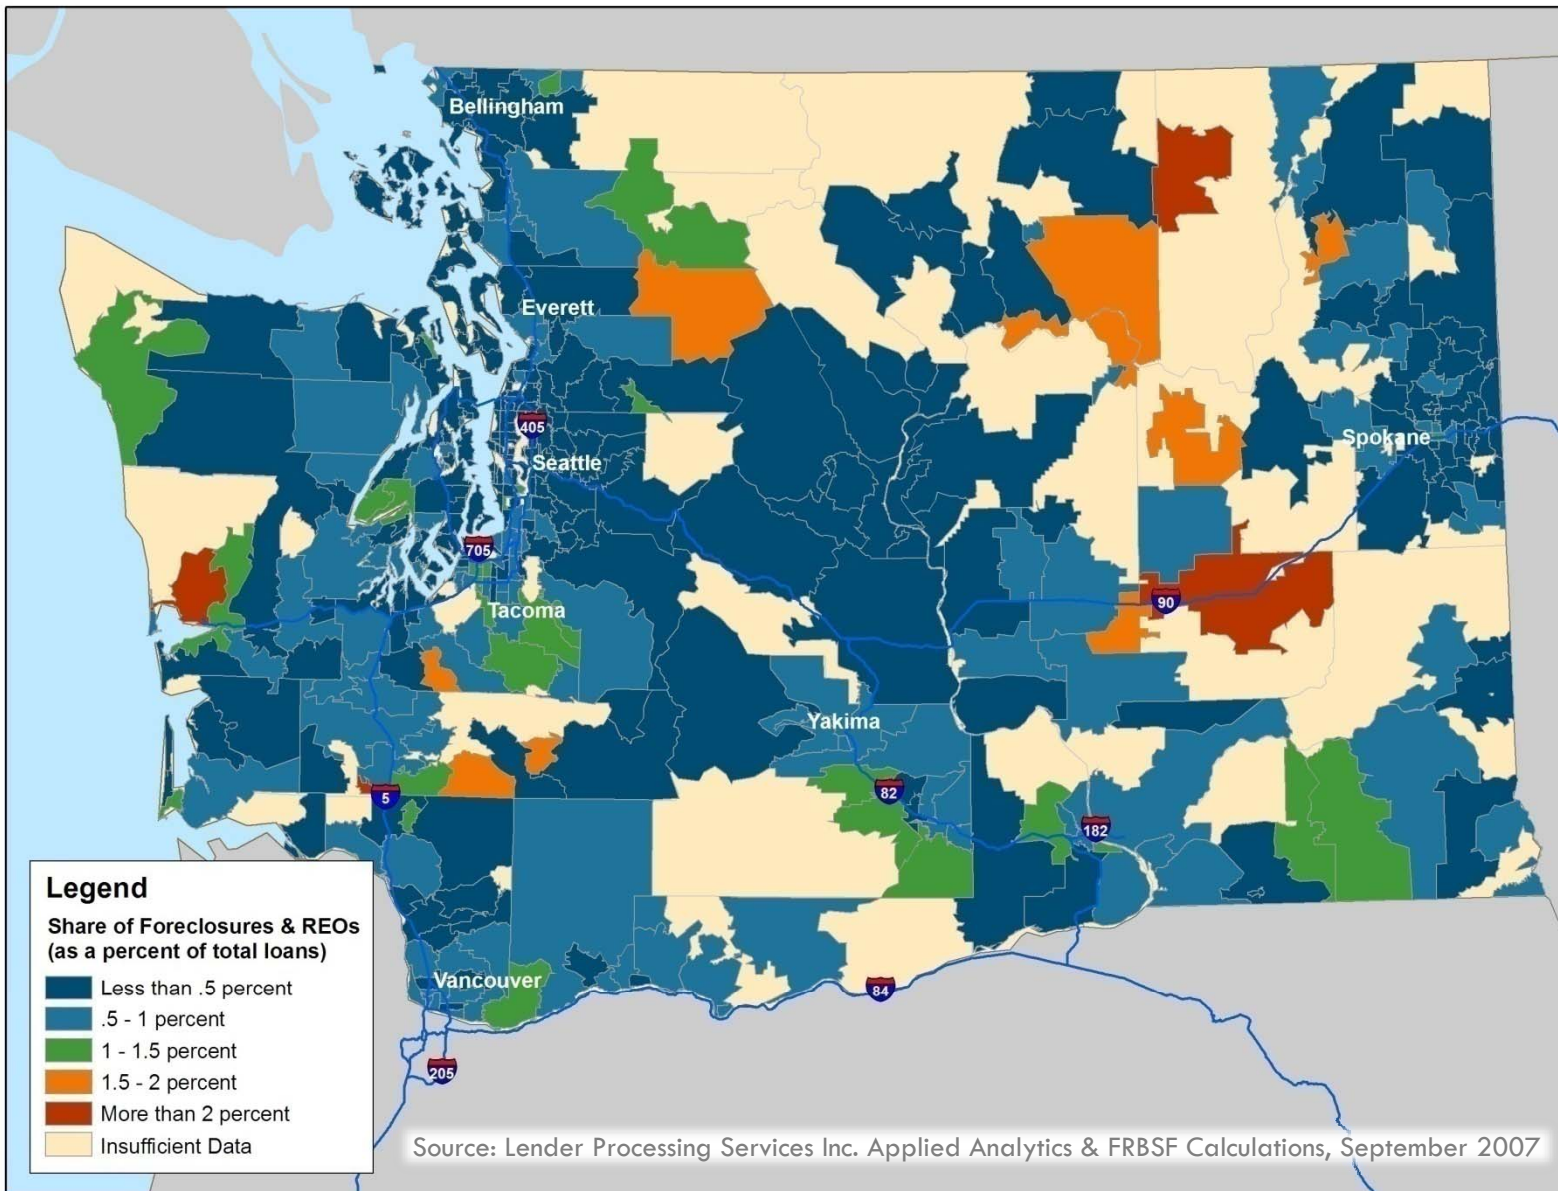 Bellingham
Everett
405
Seattle
Spokane
705
90
Tacoma
Yakima
5
82
182
Legend
Share of Foreclosures & REOs
(as a percent of total loans)
Less than .5 percent
.5 - 1 percent
1 - 1.5 percent
1.5 - 2 percent
More than 2 percent
Insufficient Data
Vancouver
84
205
Source: Lender Processing Services Inc. Applied Analytics & FRBSF Calculations, September 2007